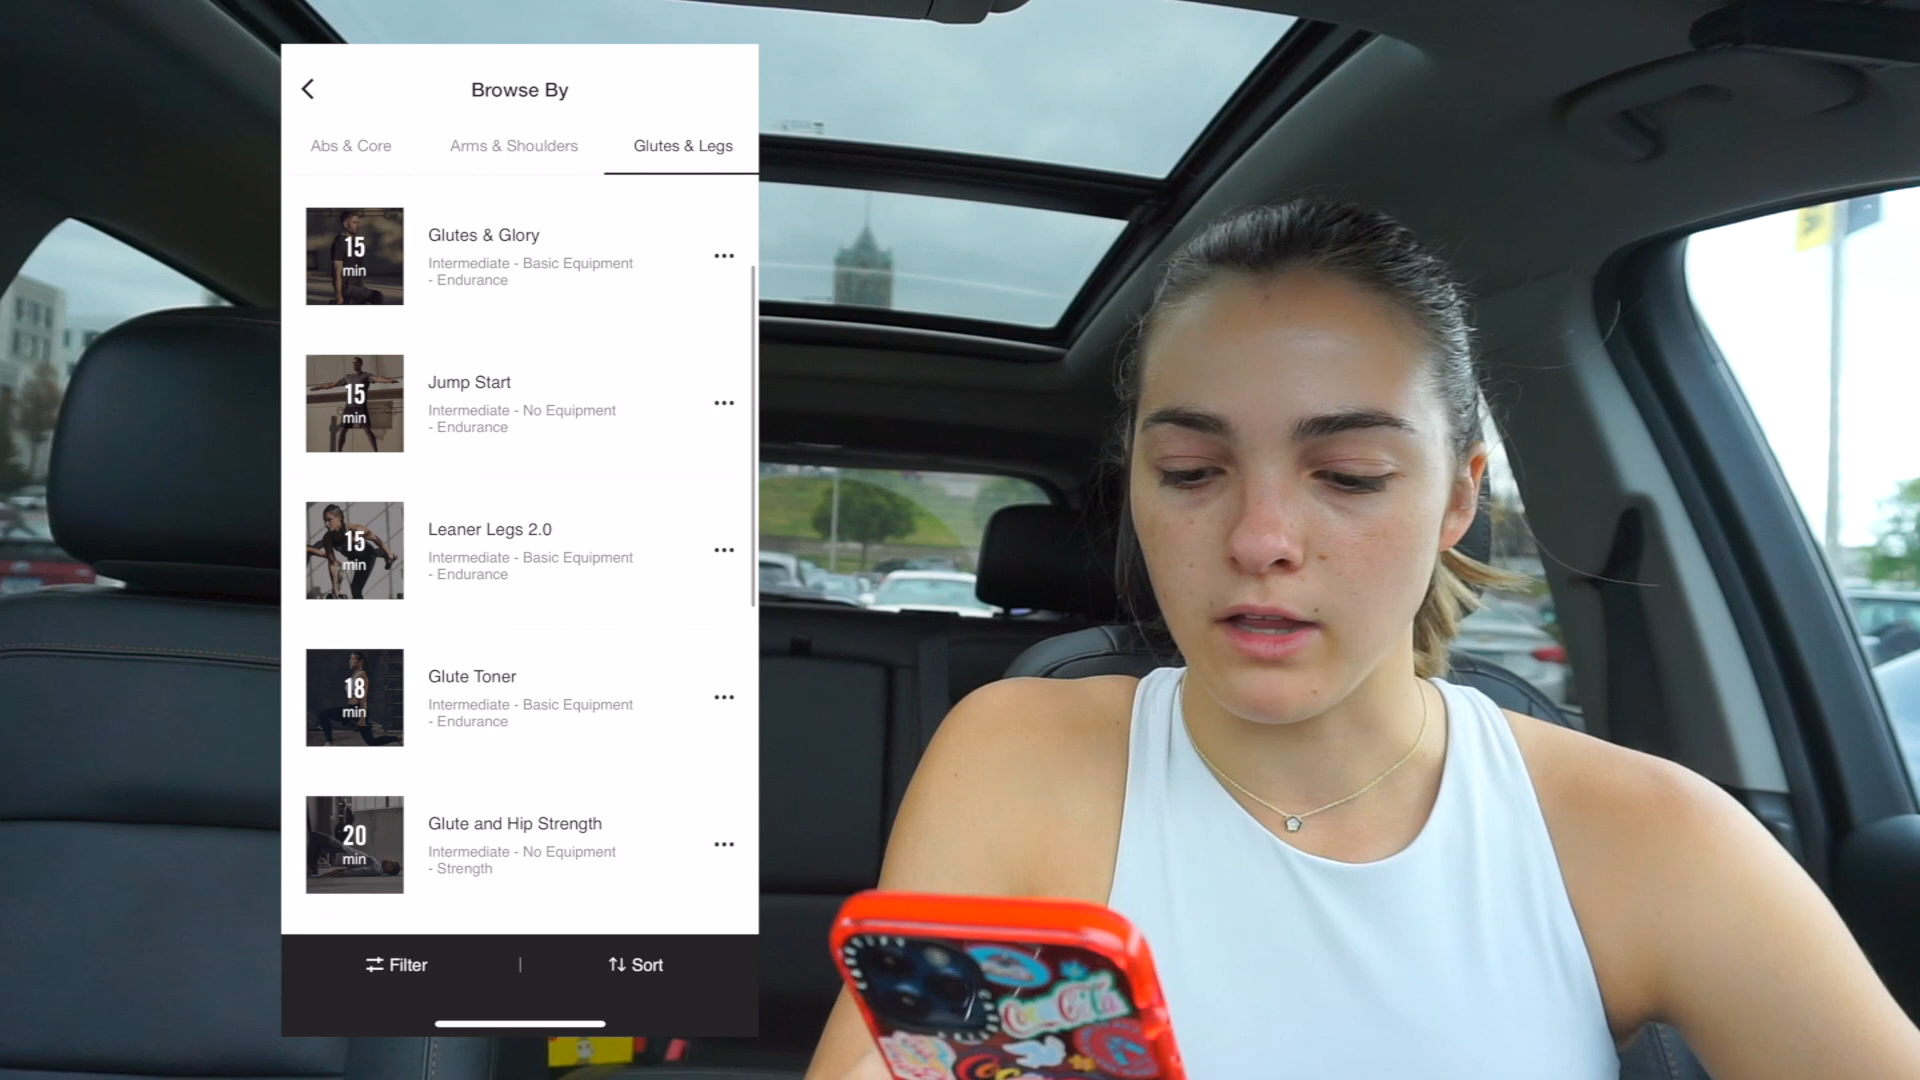 Browse By
Abs & Core
Arms & Shoulders
Glutes & Legs
15
min
Glutes & Glory
Intermediate - Basic Equipment
- Endurance
15
min
Jump Start
Intermediate - No Equipment
- Endurance
15
min
Leaner Legs 2.0
Intermediate - Basic Equipment
- Endurance
18
min
Glute Toner
Intermediate - Basic Equipment
- Endurance
20
min
Glute and Hip Strength
Intermediate - No Equipment
- Strength
Filter
|
Sort